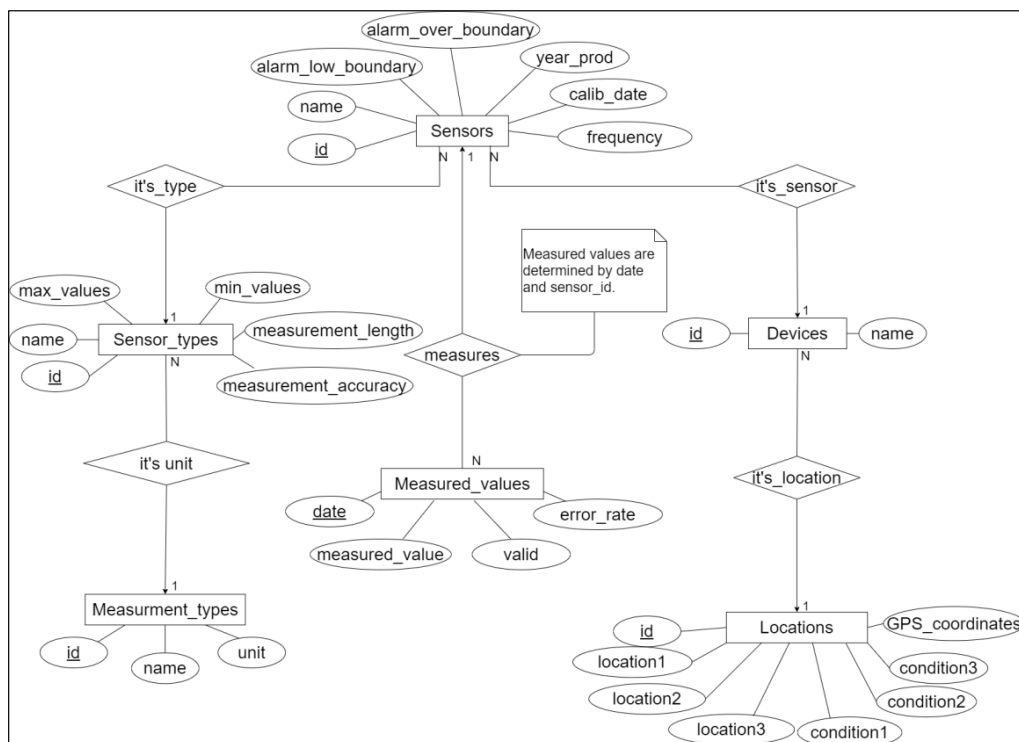 alarm_over_boundary
alarm_low_boundary
year_prod
name
calib_date
id
Sensors
frequency
N
1
N
it's_type
it's_sensor
Measured values are
determined by date
and sensor_id.
max_values
min_values
1
1
name
Sensor_types
measurement_length
id
N
measurement_accuracy
measures
id
Devices
name
N
it's unit
it's_location
N
Measured_values
date
error_rate
measured_value
valid
1
Measurment_types
id
name
unit
1
id
Locations
GPS_coordinates
location1
condition3
location2
condition2
location3
condition1